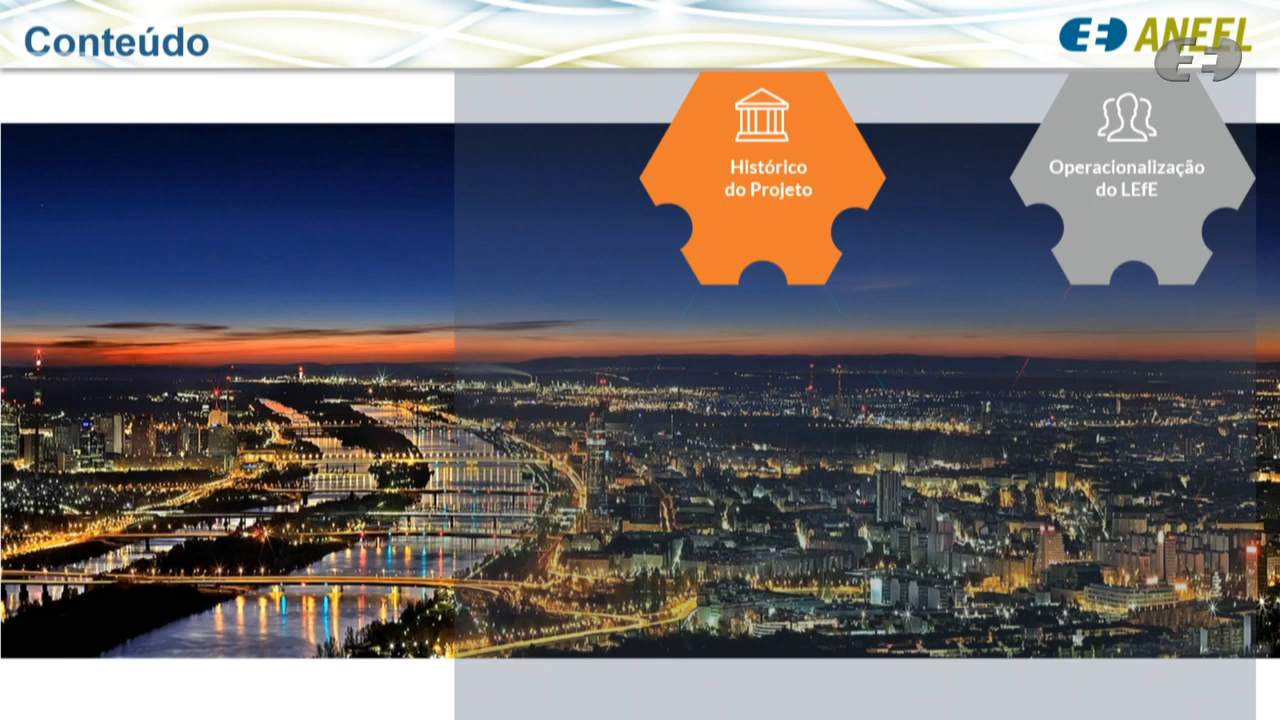 Conteúdo
ANEEL
Histórico
do Projeto
Operacionalização
do LEfE